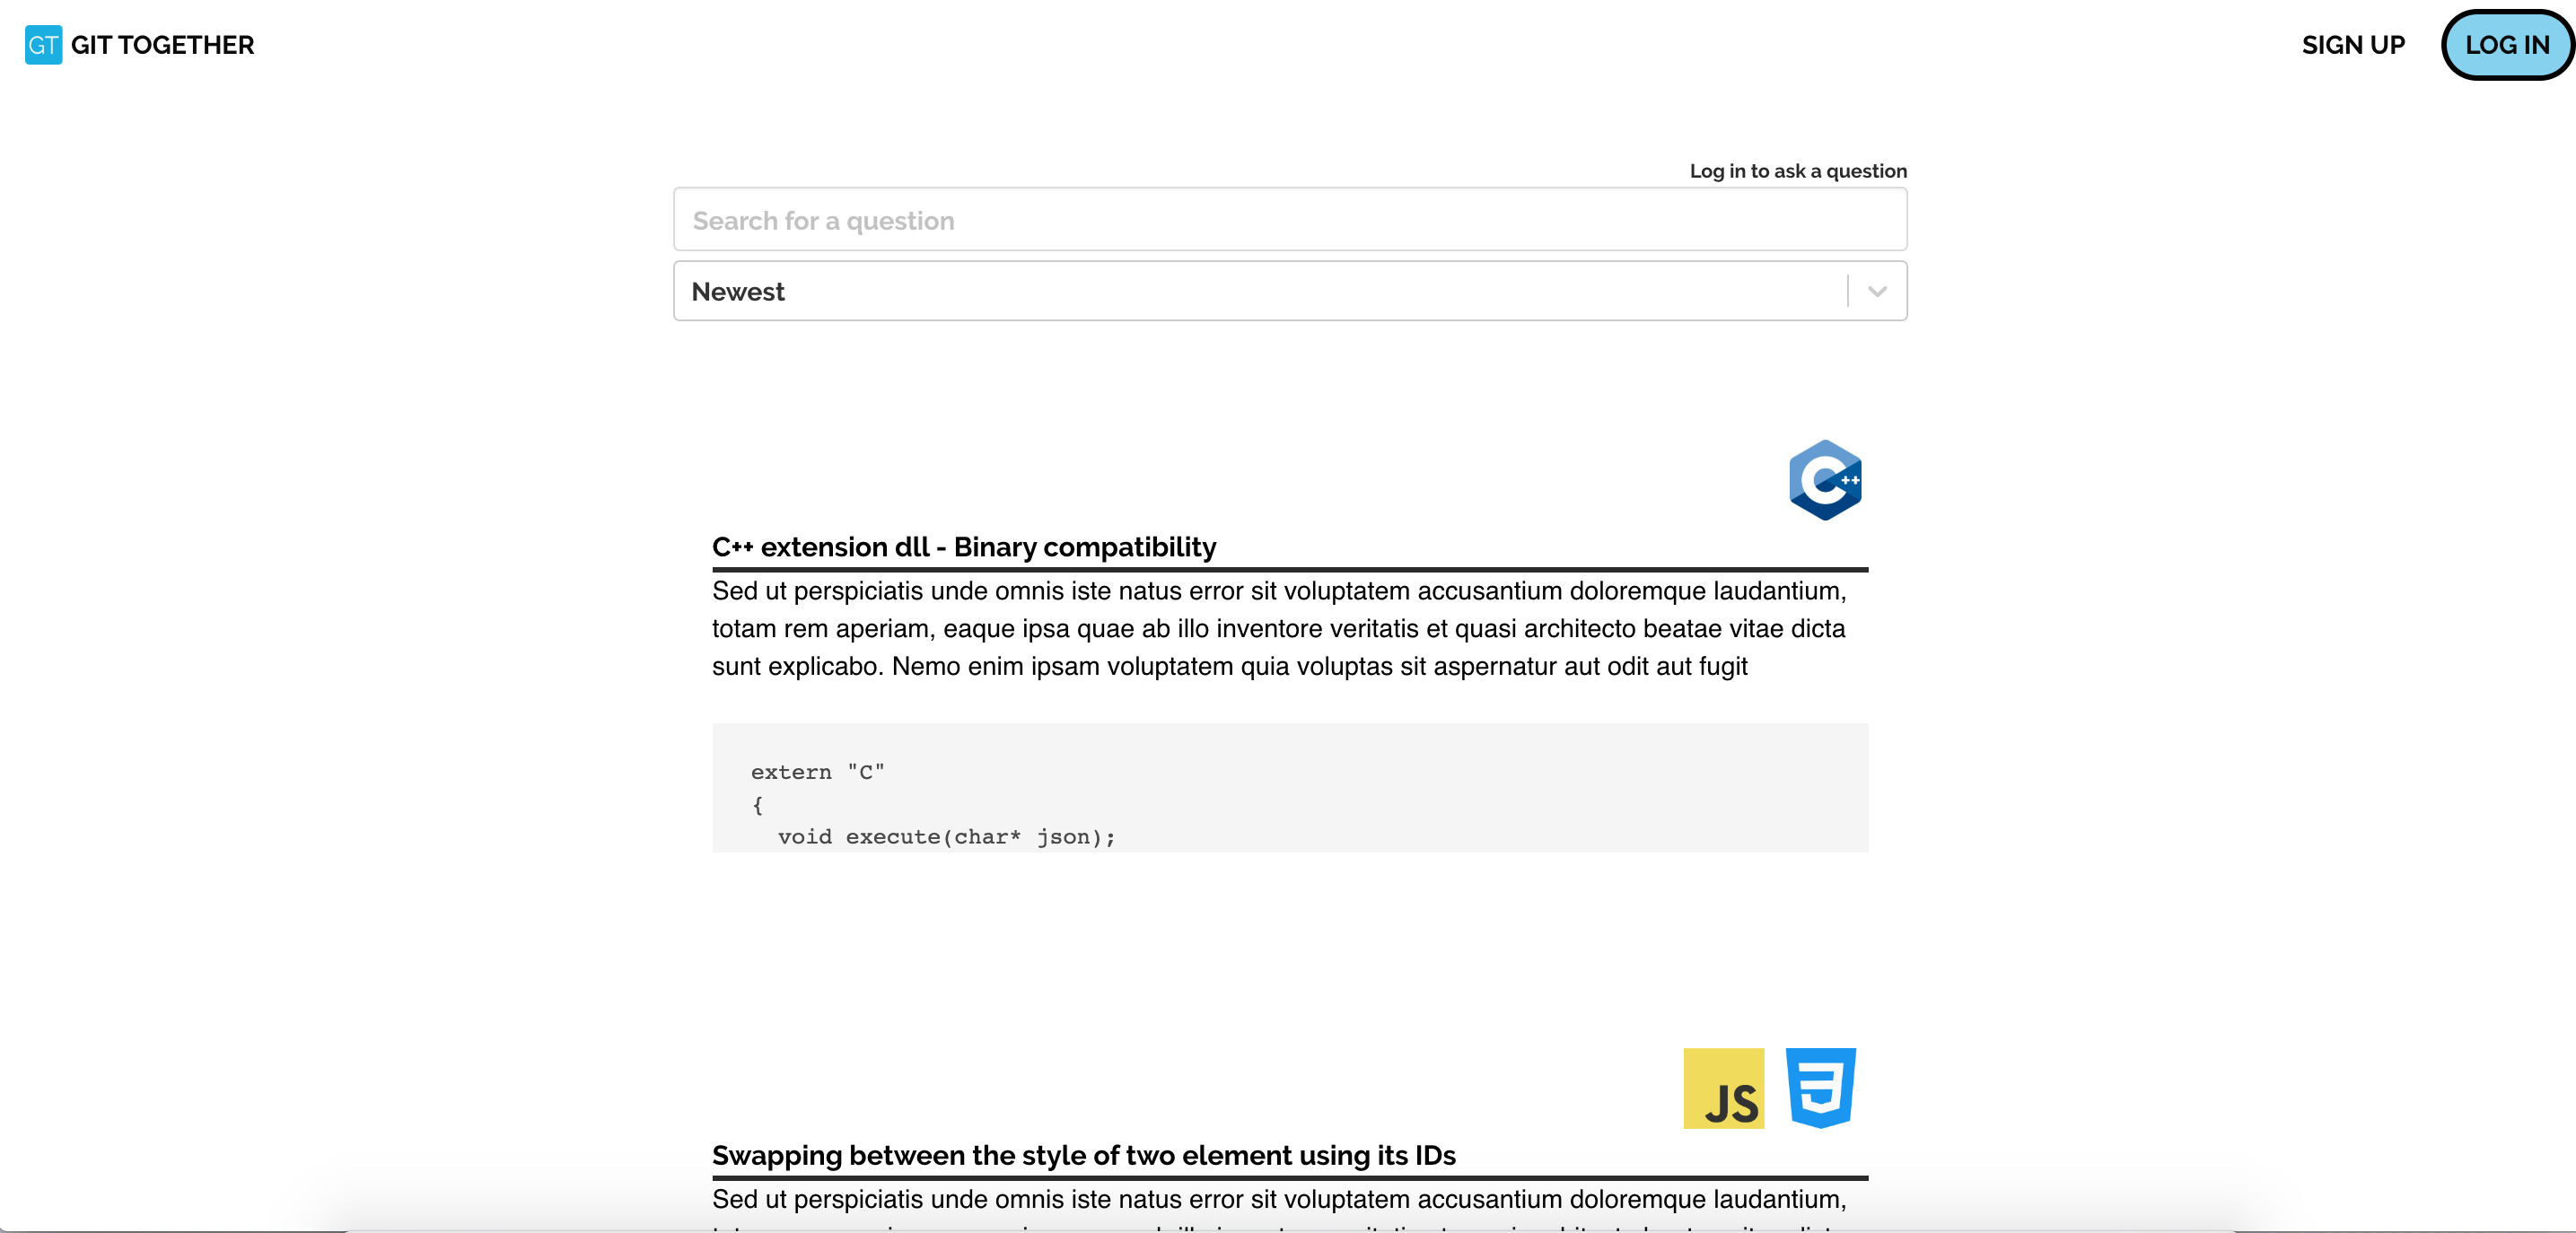 GT GIT TOGETHER
SIGN UP
LOG IN
Log in to ask a question
Search for a question
Newest
C++
C++ extension dll - Binary compatibility
Sed ut perspiciatis unde omnis iste natus error sit voluptatem accusantium doloremque laudantium,
totam rem aperiam, eaque ipsa quae ab illo inventore veritatis et quasi architecto beatae vitae dicta
sunt explicabo. Nemo enim ipsam voluptatem quia voluptas sit aspernatur aut odit aut fugit
extern "C"
{
  void execute(char* json);
JS 3
Swapping between the style of two element using its IDs
Sed ut perspiciatis unde omnis iste natus error sit voluptatem accusantium doloremque laudantium,